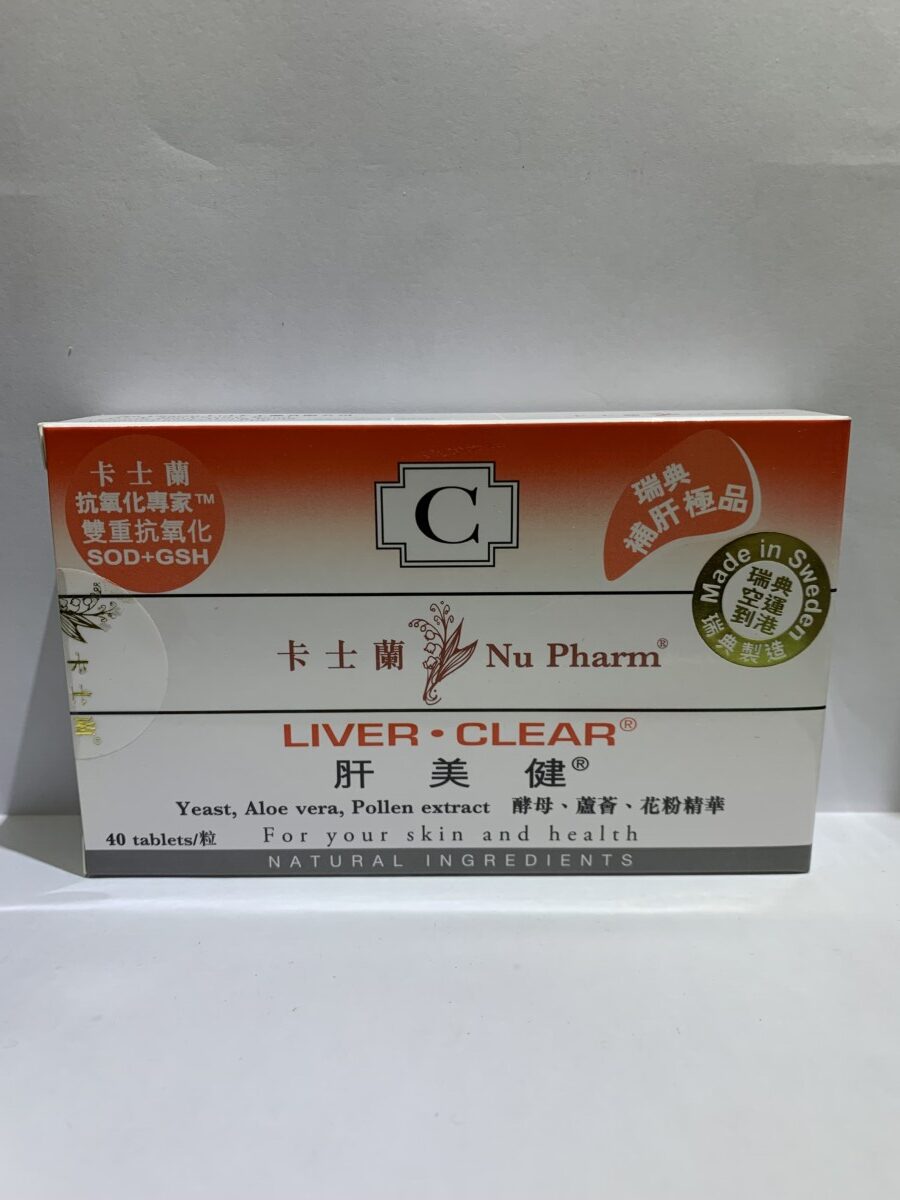 卡士蘭
抗氧化專家™
雙重抗氧化
SOD+GSH
C
瑞典
補肝極品
Made in Sweden
瑞典
空運
到港
瑞典製造
卡士蘭®
卡士蘭 Nu Pharm®
LIVER・CLEAR®
肝美健®
Yeast, Aloe vera, Pollen extract 酵母、蘆薈、花粉精華
40 tablets/粒 For your skin and health
NATURAL INGREDIENTS